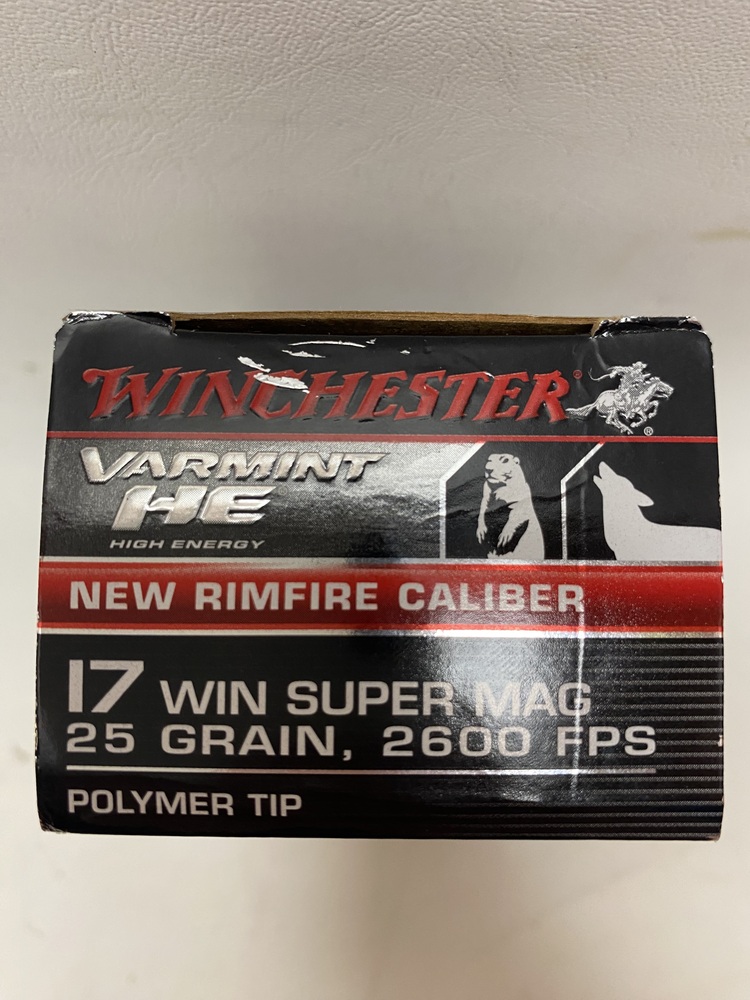 WINCHESTER®
®
VARMINT
HE
HIGH ENERGY
NEW RIMFIRE CALIBER
17 WIN SUPER MAG
25 GRAIN, 2600 FPS
POLYMER TIP